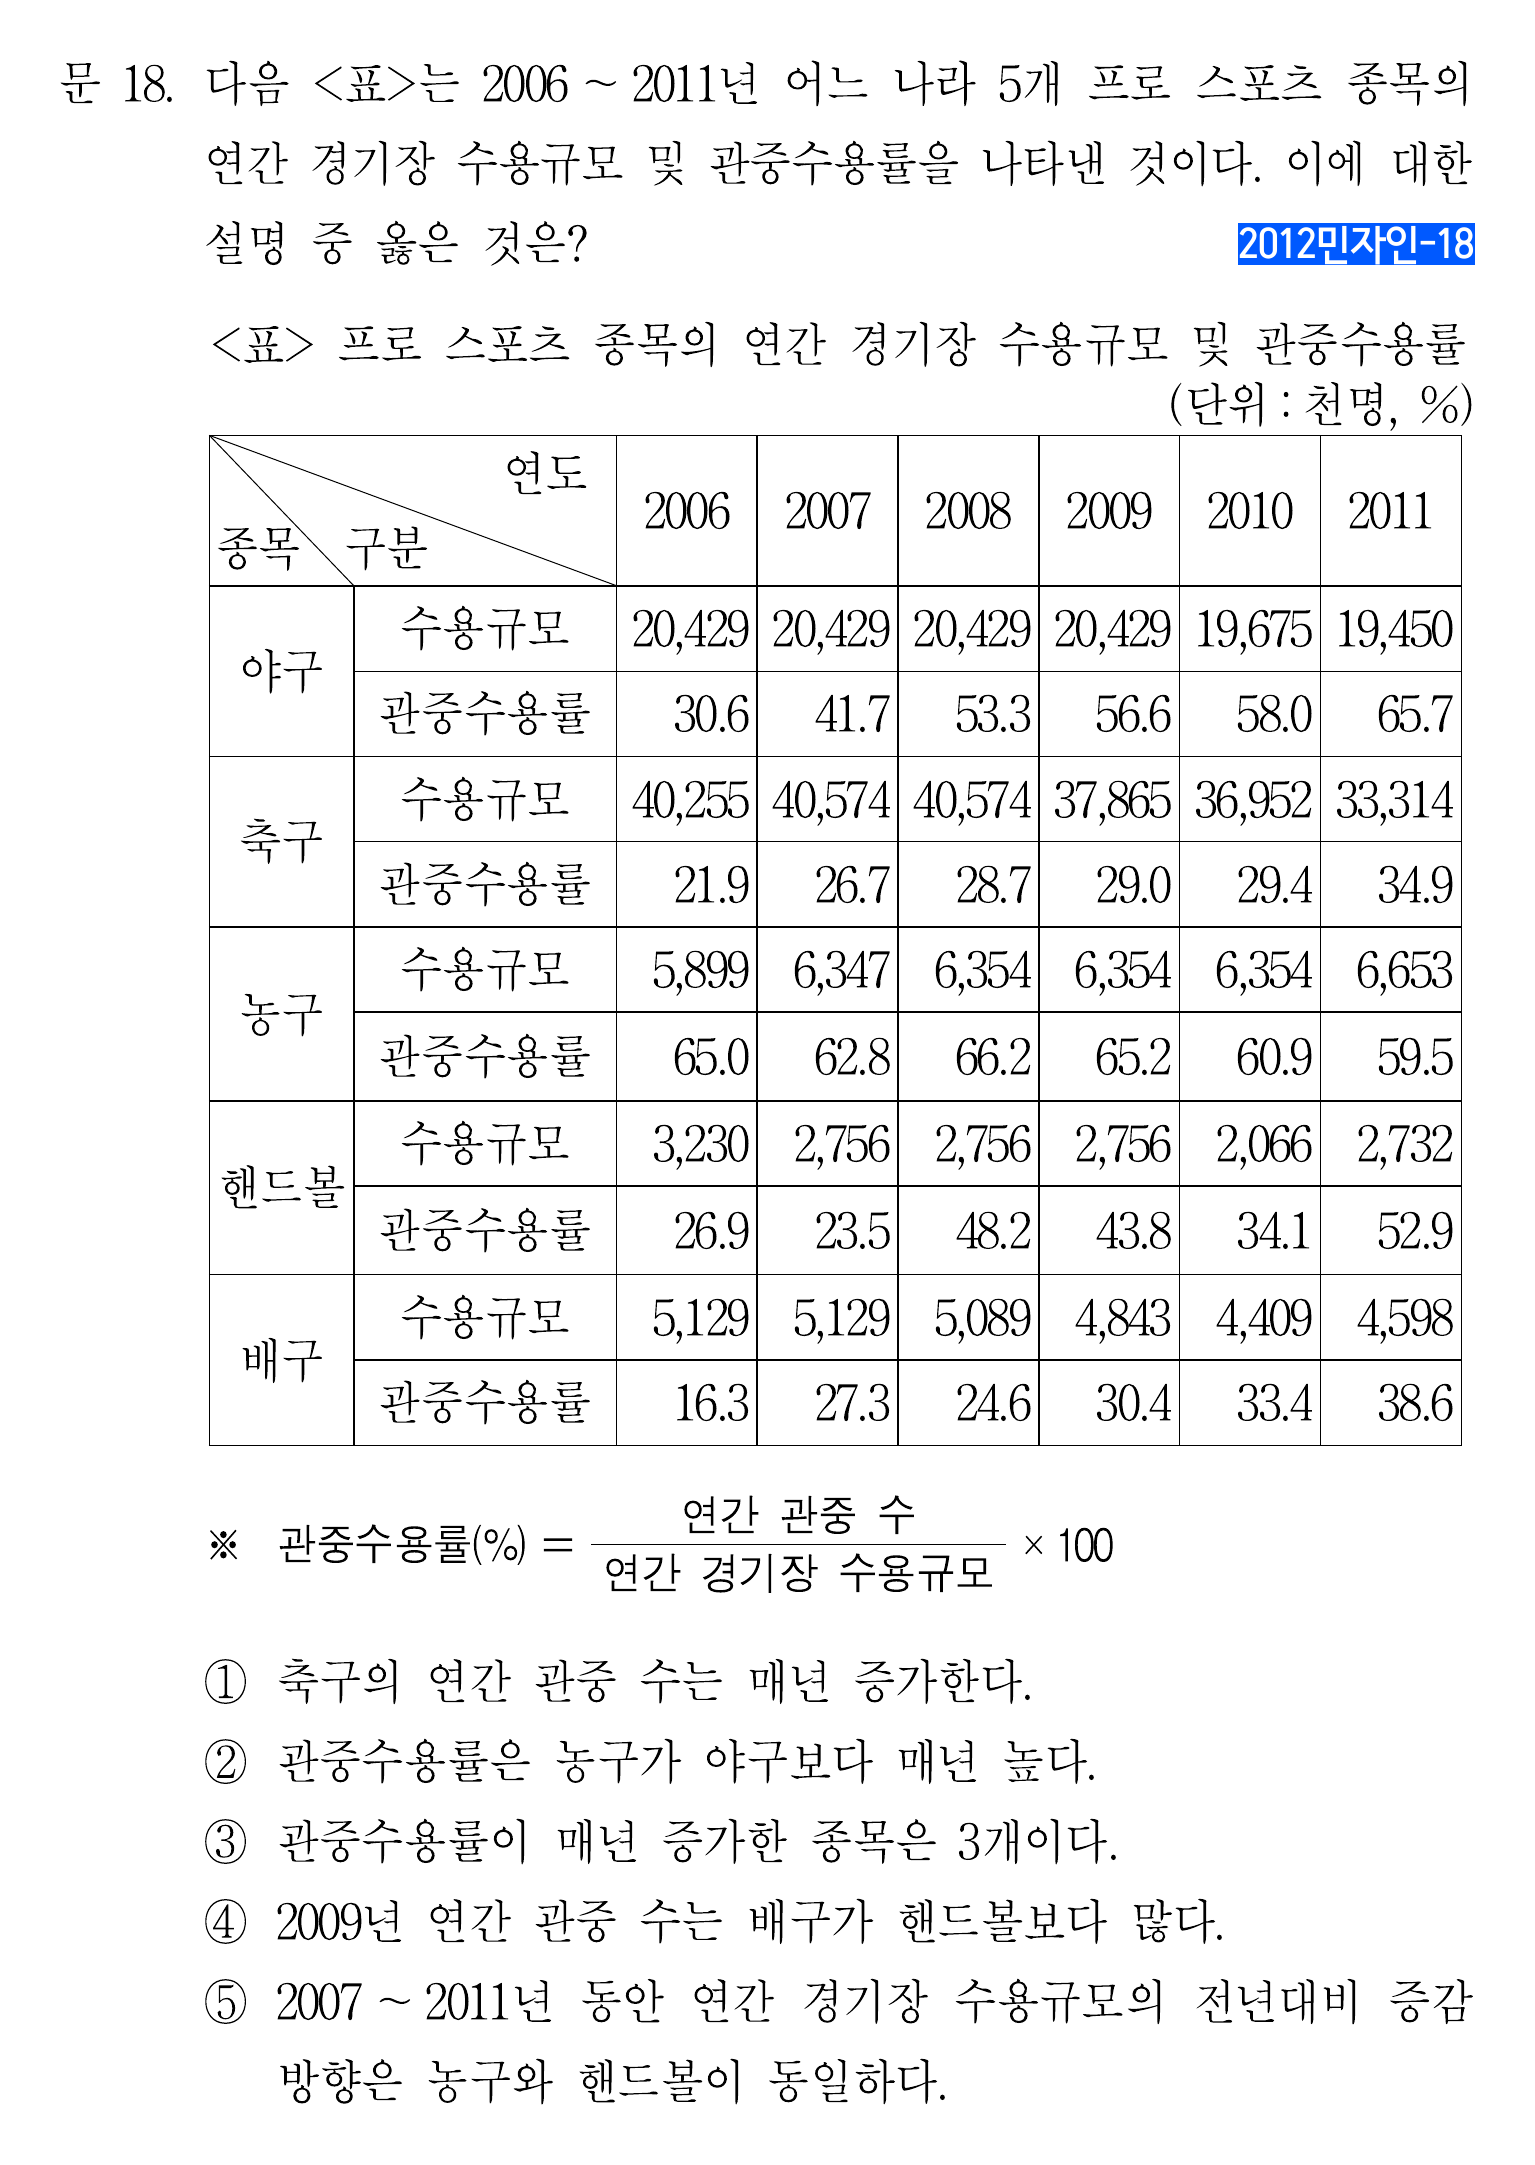 문 18. 다음 <표>는 2006 ~ 2011년 어느 나라 5개 프로 스포츠 종목의
연간 경기장 수용규모 및 관중수용률을 나타낸 것이다. 이에 대한
설명 중 옳은 것은?
2012민자인-18
<표> 프로 스포츠 종목의 연간 경기장 수용규모 및 관중수용률
(단위 : 천명, %)
종목 구분 연도 2006 2007 2008 2009 2010 2011
야구 수용규모 20,429 20,429 20,429 20,429 19,675 19,450
관중수용률 30.6 41.7 53.3 56.6 58.0 65.7
축구 수용규모 40,255 40,574 40,574 37,865 36,952 33,314
관중수용률 21.9 26.7 28.7 29.0 29.4 34.9
농구 수용규모 5,899 6,347 6,354 6,354 6,354 6,653
관중수용률 65.0 62.8 66.2 65.2 60.9 59.5
핸드볼 수용규모 3,230 2,756 2,756 2,756 2,066 2,732
관중수용률 26.9 23.5 48.2 43.8 34.1 52.9
배구 수용규모 5,129 5,129 5,089 4,843 4,409 4,598
관중수용률 16.3 27.3 24.6 30.4 33.4 38.6
※ 관중수용률(%) = 연간 관중 수 / 연간 경기장 수용규모 × 100
① 축구의 연간 관중 수는 매년 증가한다.
② 관중수용률은 농구가 야구보다 매년 높다.
③ 관중수용률이 매년 증가한 종목은 3개이다.
④ 2009년 연간 관중 수는 배구가 핸드볼보다 많다.
⑤ 2007 ~ 2011년 동안 연간 경기장 수용규모의 전년대비 증감
방향은 농구와 핸드볼이 동일하다.